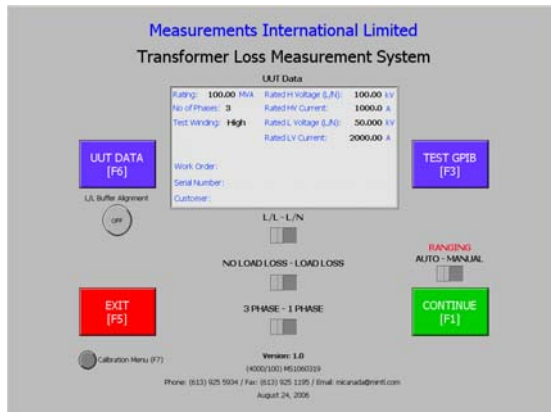 Measurements International Limited
Transformer Loss Measurement System
UUT Data
Rating: 100.00 MVA Rated H Voltage (L/N): 100.00 kV
No of Phases: 3 Rated HV Current: 1000.0 A
Test Winding: High Rated L Voltage (L/N): 50.000 kV
Rated LV Current: 2000.00 A
Work Order:
Serial Number:
Customer:
UUT DATA
[F6]
TEST GPIB
[F3]
L/L Buffer Alignment
OFF
L/L - L/N
NO LOAD LOSS - LOAD LOSS
RANGING
AUTO - MANUAL
3 PHASE - 1 PHASE
EXIT
[F5]
CONTINUE
[F1]
Calibration Menu (F7)
Version: 1.0
(4000/100) MS1060319
Phone: (613) 925 5934 / Fax: (613) 925 1195 / Email: micanada@mintl.com
August 24, 2006